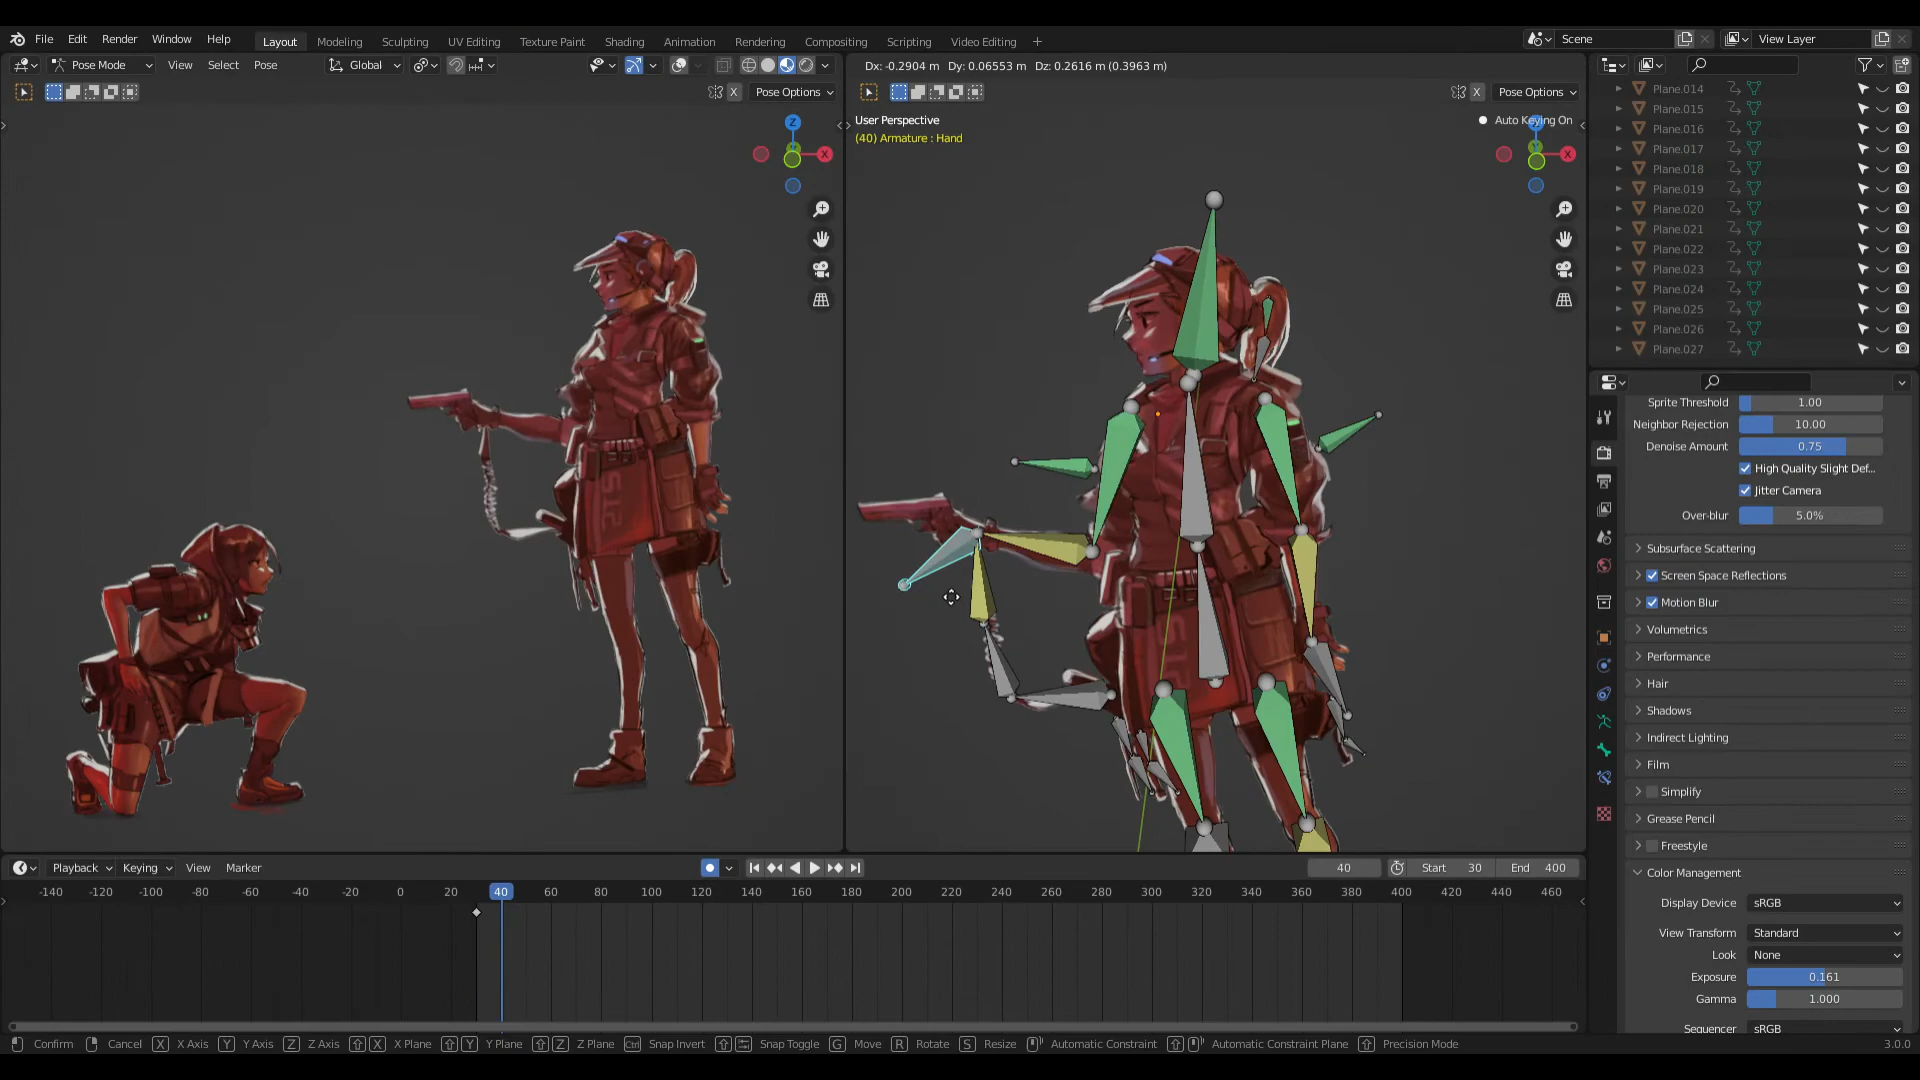 File Edit Render Window Help Layout Modeling Sculpting UV Editing Texture Paint Shading Animation Rendering Compositing Scripting Video Editing + Scene View Layer
Pose Mode View Select Pose Global Dx: -0.2904 m Dy: 0.06553 m Dz: 0.2616 m (0.3963 m)
X Pose Options X Pose Options
User Perspective Auto Keying On
(40) Armature : Hand
Z
X
X
Plane.014
Plane.015
Plane.016
Plane.017
Plane.018
Plane.019
Plane.020
Plane.021
Plane.022
Plane.023
Plane.024
Plane.025
Plane.026
Plane.027
Sprite Threshold 1.00
Neighbor Rejection 10.00
Denoise Amount 0.75
High Quality Slight Def...
Jitter Camera
Over-blur 5.0%
Subsurface Scattering
Screen Space Reflections
Motion Blur
Volumetrics
Performance
Hair
Shadows
Indirect Lighting
Film
Simplify
Grease Pencil
Freestyle
Color Management
Display Device sRGB
View Transform Standard
Look None
Exposure 0.161
Gamma 1.000
Sequencer sRGB
Playback Keying View Marker 40 Start 30 End 400
-140 -120 -100 -80 -60 -40 -20 0 20 40 60 80 100 120 140 160 180 200 220 240 260 280 300 320 340 360 380 400 420 440 460
Confirm Cancel X X Axis Y Y Axis Z Z Axis X X Plane Y Y Plane Z Z Plane Ctrl Snap Invert Snap Toggle G Move R Rotate S Resize Automatic Constraint Automatic Constraint Plane Precision Mode 3.0.0